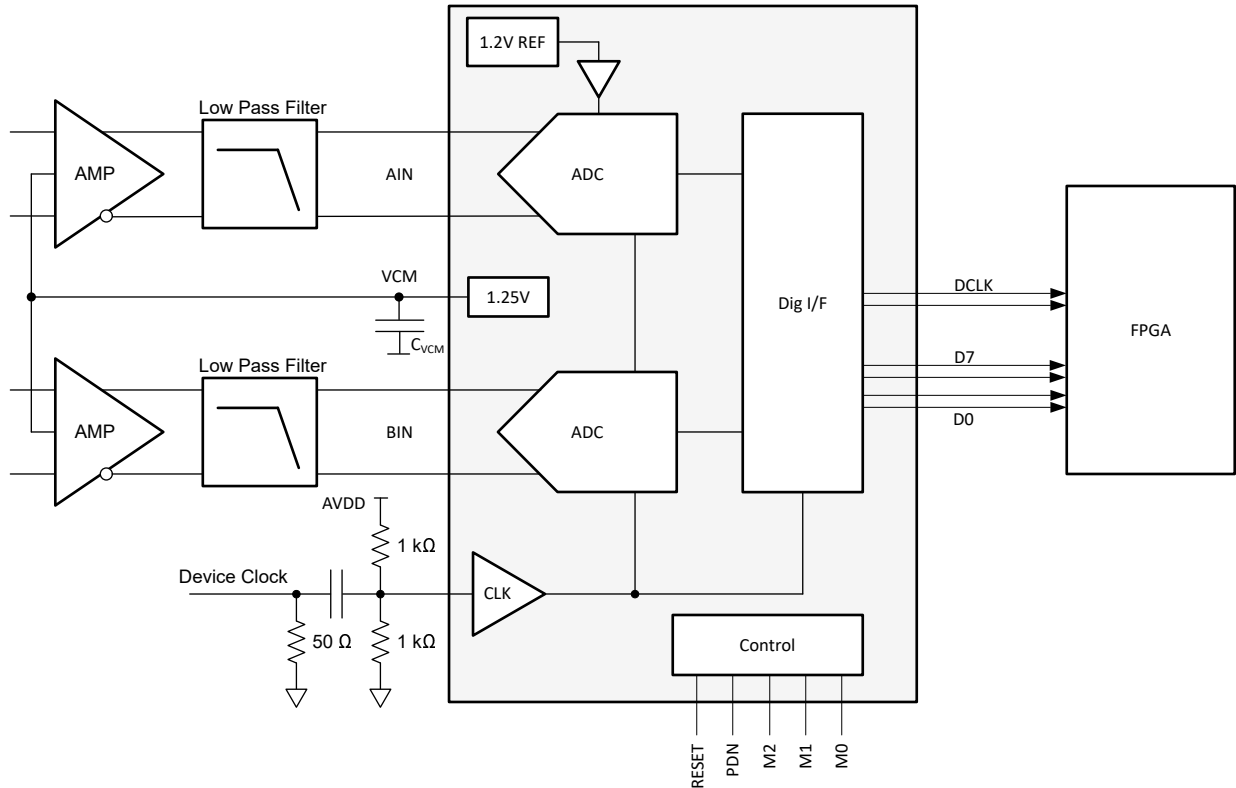 1.2V REF
Low Pass Filter
AMP
AIN
ADC
VCM
1.25V
Dig I/F
DCLK
FPGA
C_VCM
Low Pass Filter
D7
AMP
BIN
ADC
D0
AVDD
1 kΩ
Device Clock
CLK
50 Ω
1 kΩ
Control
RESET
PDN
M2
M1
M0